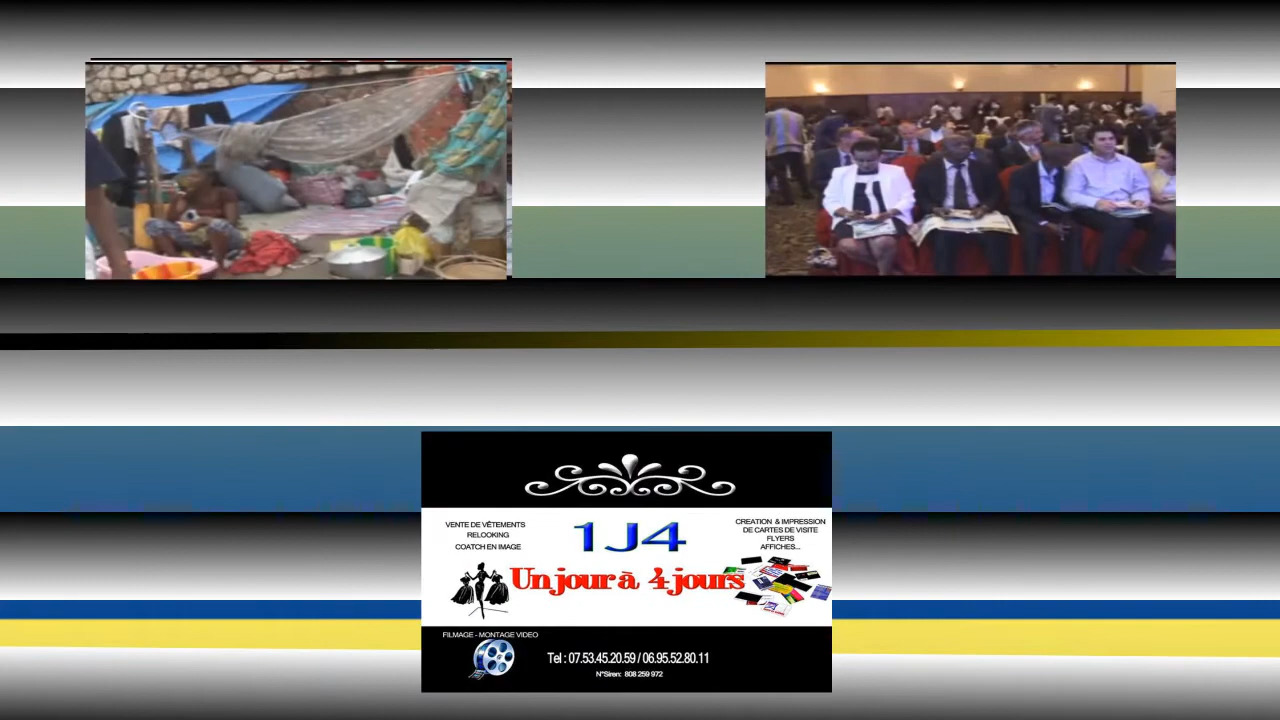 VENTE DE VÊTEMENTS
RELOOKING
COATCH EN IMAGE
1J4
Un jour à 4 jours
CREATION & IMPRESSION
DE CARTES DE VISITE
FLYERS
AFFICHES...
FILMAGE - MONTAGE VIDEO
Tel : 07.53.45.20.59 / 06.95.52.80.11
N°Siren: 808 259 972